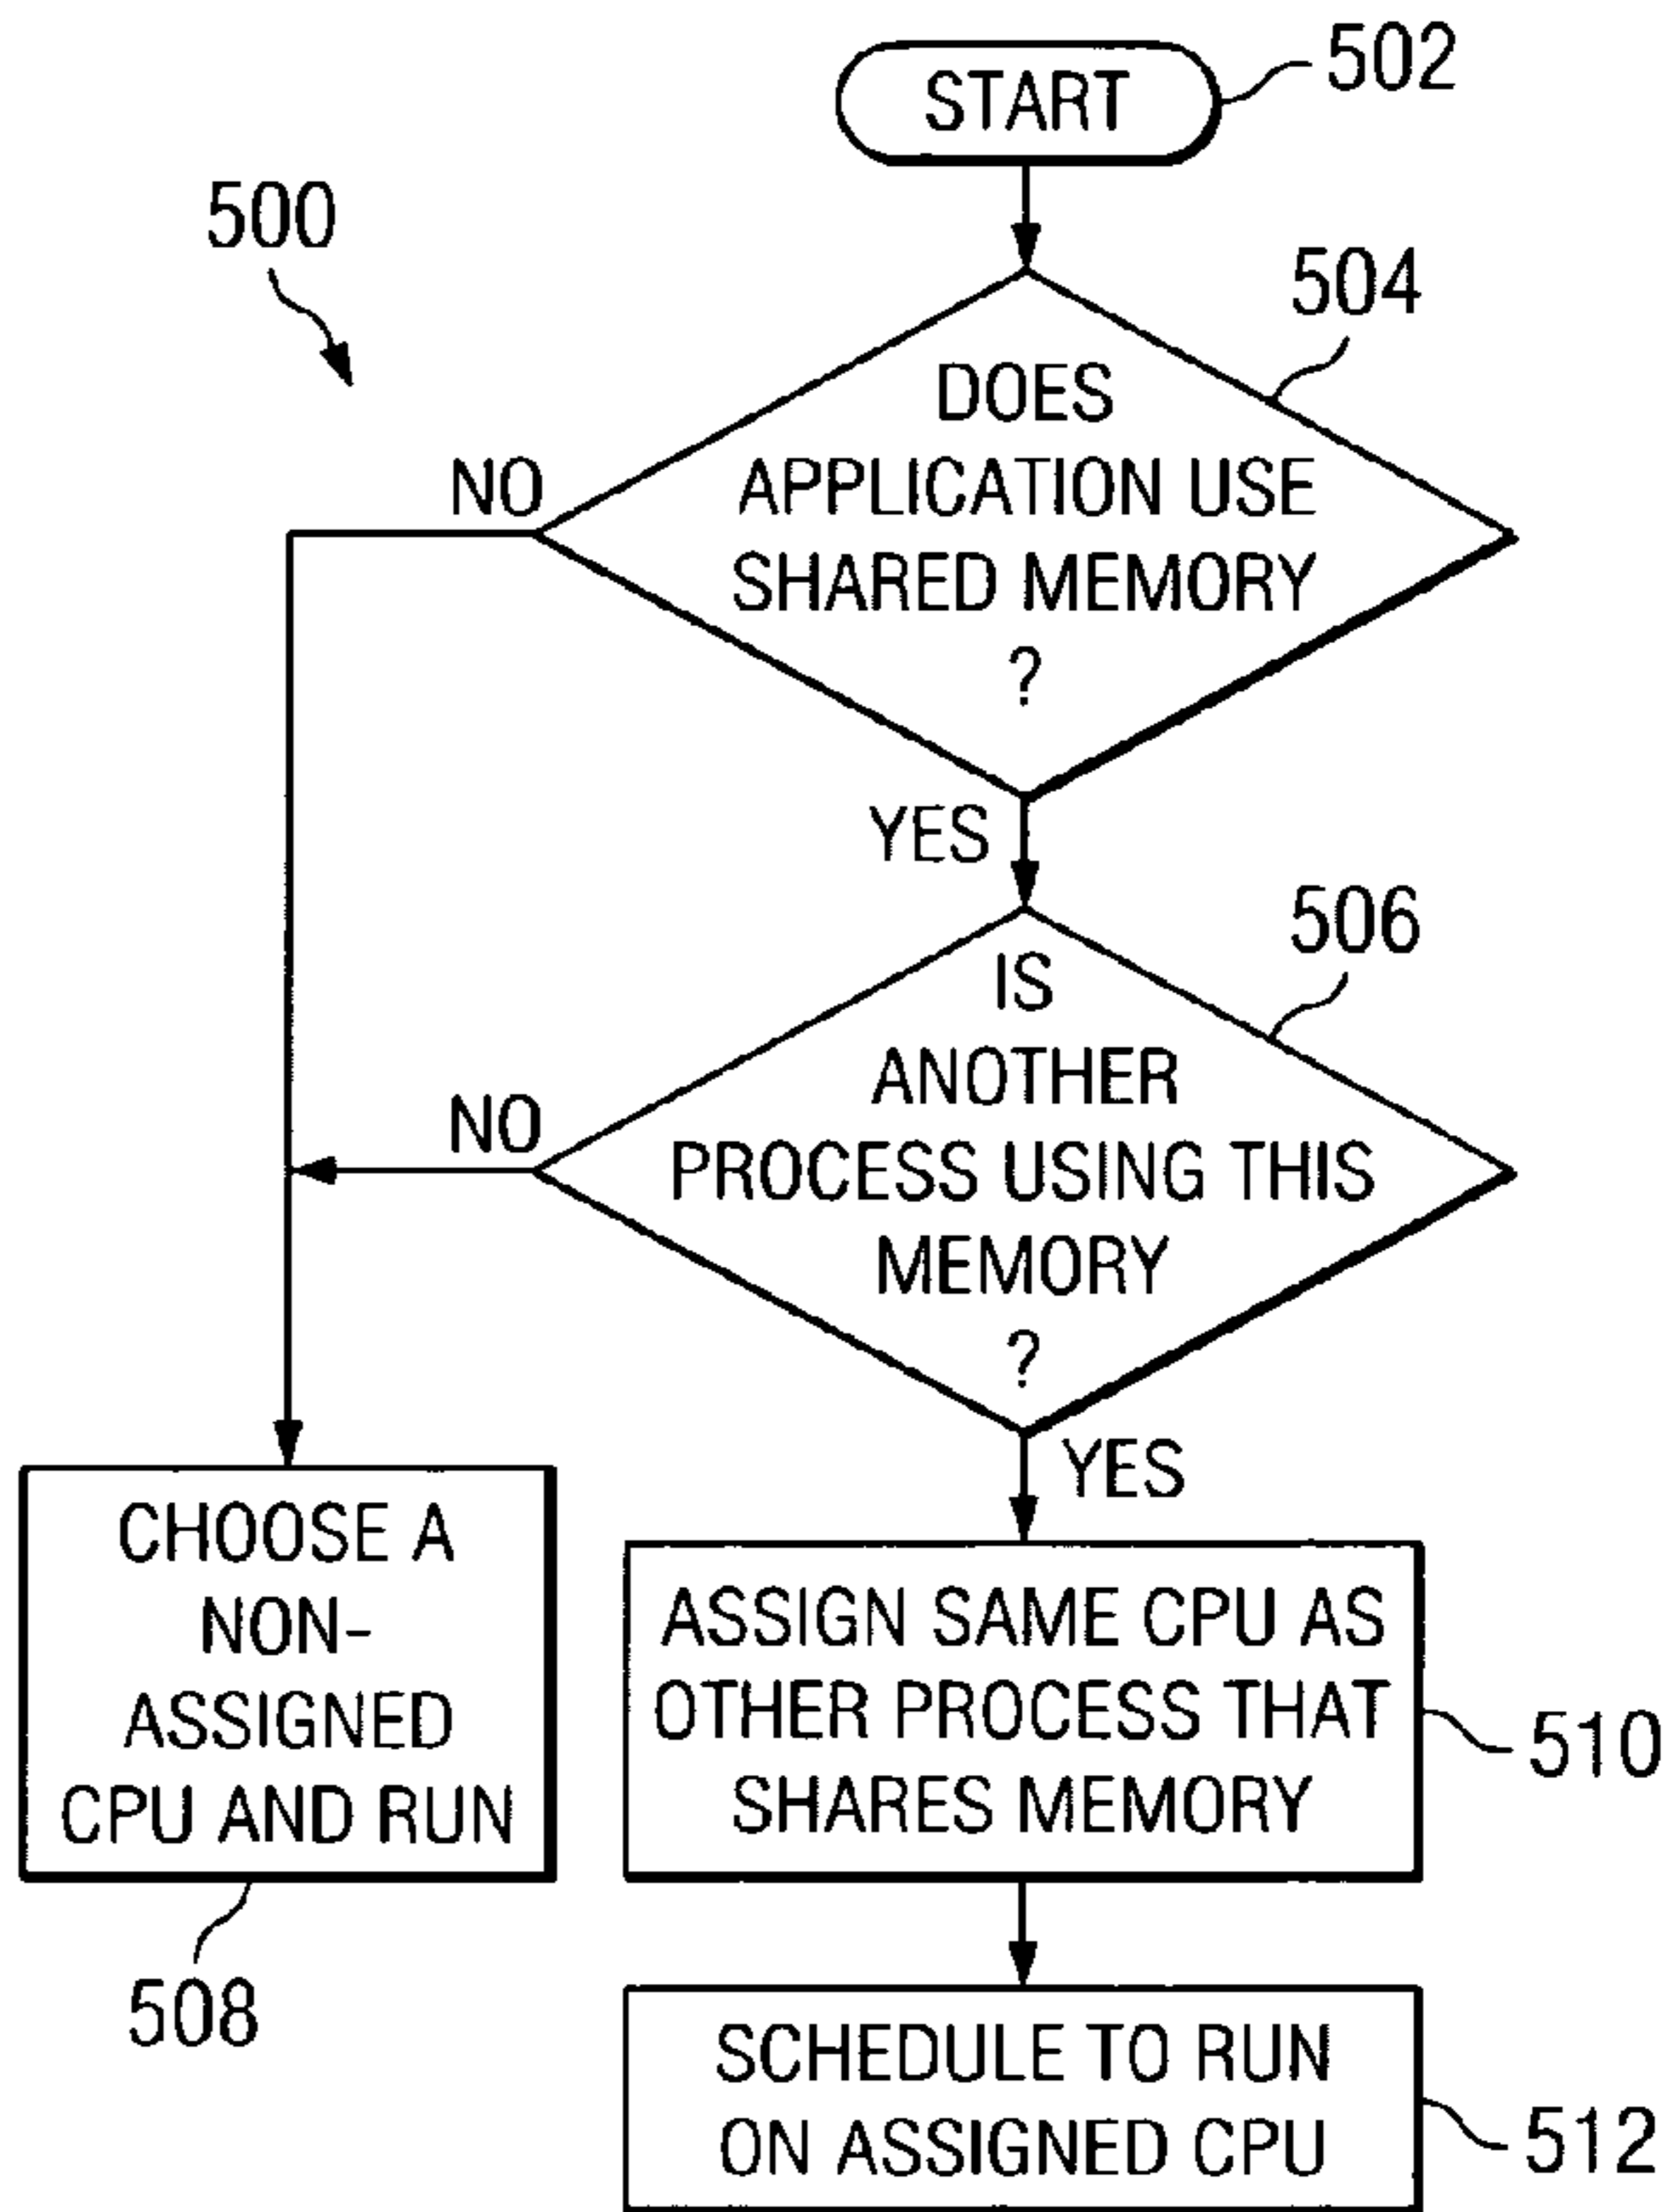 START
502
500
504
DOES
APPLICATION USE
SHARED MEMORY
?
NO
YES
506
IS
ANOTHER
PROCESS USING THIS
MEMORY
?
NO
YES
CHOOSE A
NON-
ASSIGNED
CPU AND RUN
508
ASSIGN SAME CPU AS
OTHER PROCESS THAT
SHARES MEMORY
510
SCHEDULE TO RUN
ON ASSIGNED CPU
512